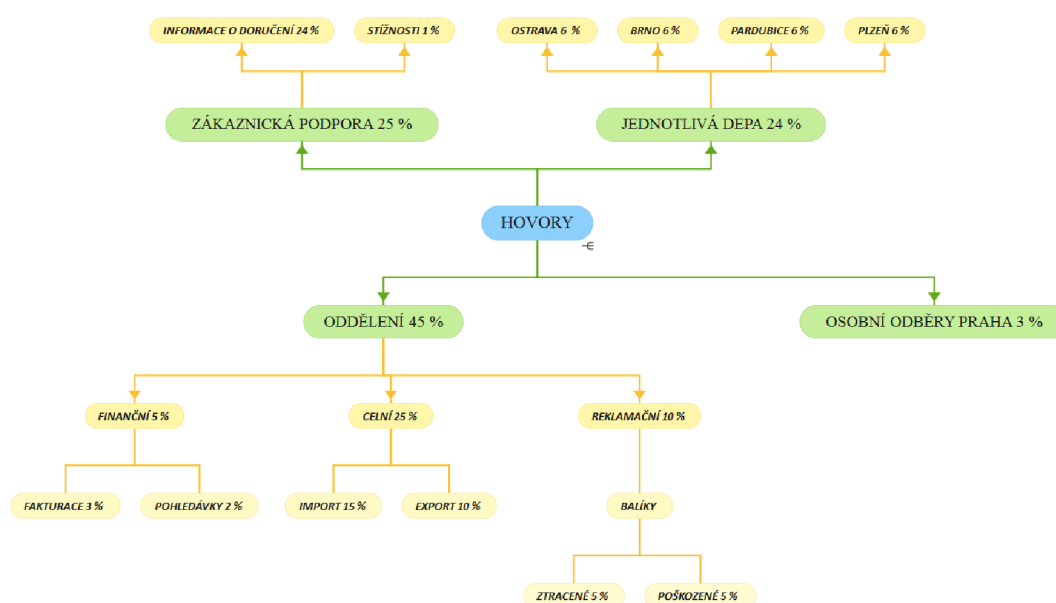 INFORMACE O DORUČENÍ 24 %
STÍŽNOSTI 1 %
OSTRAVA 6 %
BRNO 6 %
PARDUBICE 6 %
PLZEŇ 6 %
ZÁKAZNICKÁ PODPORA 25 %
JEDNOTLIVÁ DEPA 24 %
HOVORY
ODDĚLENÍ 45 %
OSOBNÍ ODBĚRY PRAHA 3 %
FINANČNÍ 5 %
CELNÍ 25 %
REKLAMAČNÍ 10 %
FAKTURACE 3 %
POHLEDÁVKY 2 %
IMPORT 15 %
EXPORT 10 %
BALÍKY
ZTRACENÉ 5 %
POŠKOZENÉ 5 %